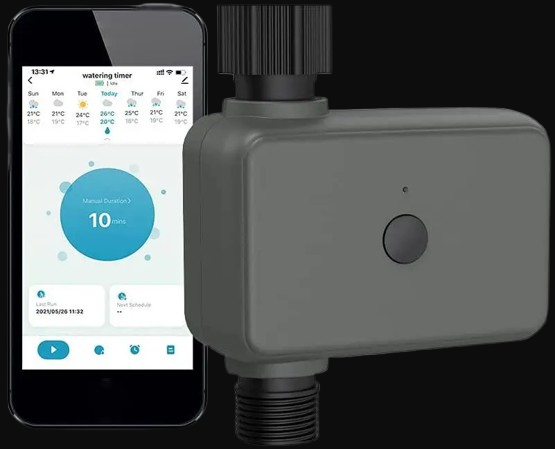 13:31
watering timer
Sun Mon Tue Today Thur Fri Sat
21°C 21°C 24°C 26°C 25°C 21°C 21°C
19°C 19°C 17°C 20°C 19°C 19°C 19°C
Manual Duration >
10 mins
Last Run Next Schedule
2021/05/26 11:32 --